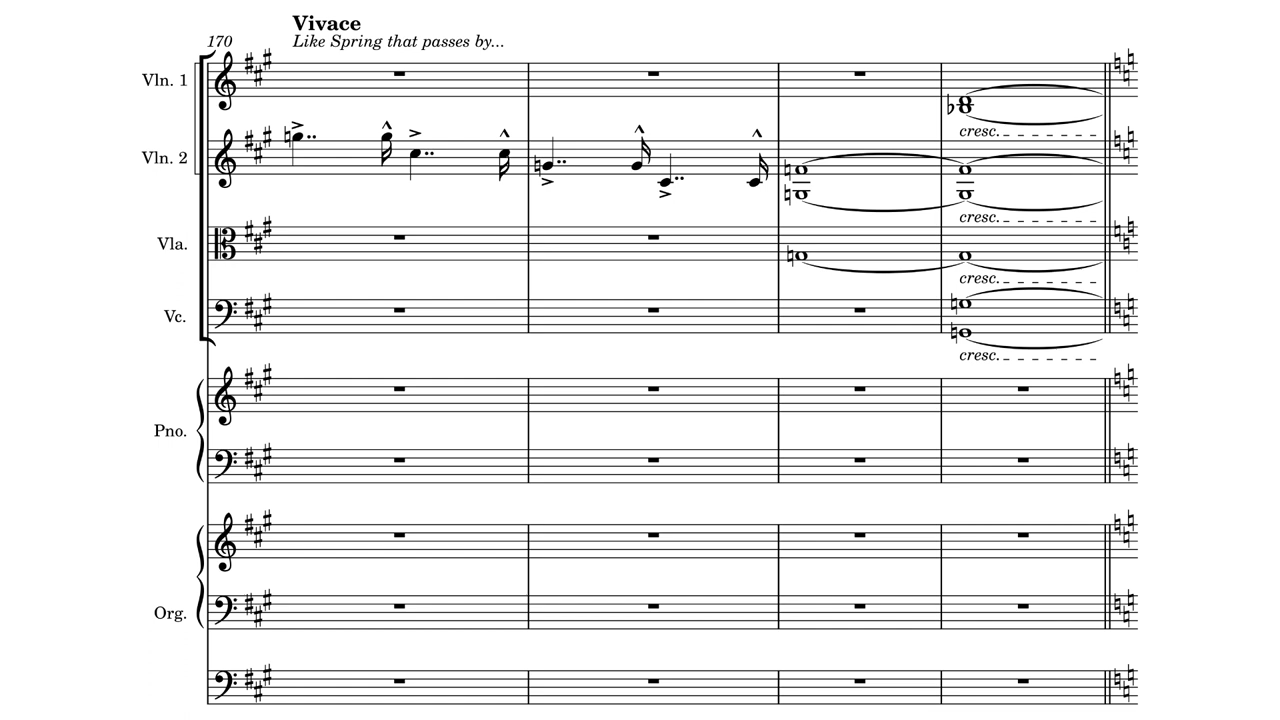 Vivace
170
Like Spring that passes by...
Vln. 1
cresc.
Vln. 2
cresc.
Vla.
cresc.
Vc.
cresc.
Pno.
Org.